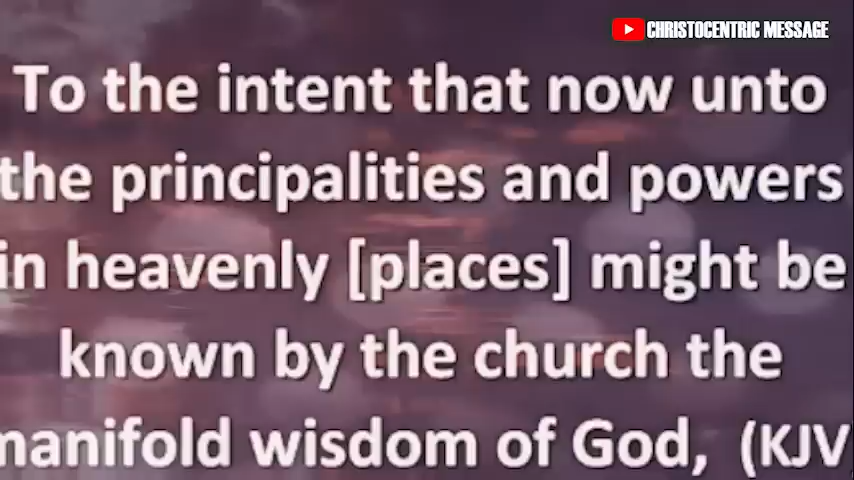 CHRISTOCENTRIC MESSAGE
To the intent that now unto
the principalities and powers
in heavenly [places] might be
known by the church the
manifold wisdom of God, (KJV